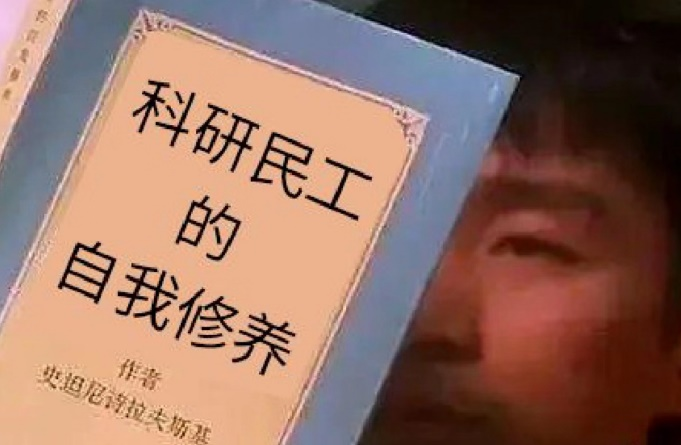 科研民工
的
自我修养
作者
史坦尼诗拉夫斯基